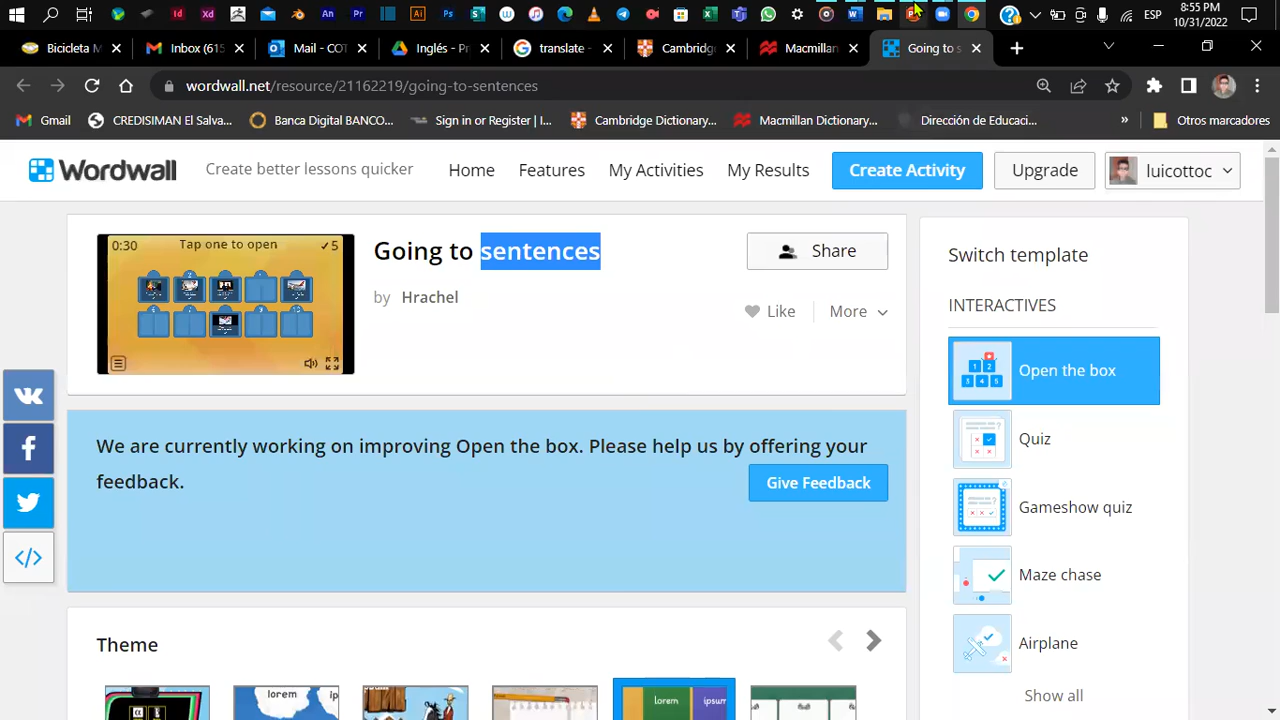 ESP
8:55 PM
10/31/2022
Bicicleta M
Inbox (615
Mail - COT
Inglés - Pr
translate -
Cambridg
Macmillan
Going to s
wordwall.net/resource/21162219/going-to-sentences
Gmail
CREDISIMAN El Salva...
Banca Digital BANCO...
Sign in or Register | I...
Cambridge Dictionary...
Macmillan Dictionary...
Dirección de Educaci...
Otros marcadores
Wordwall
Create better lessons quicker
Home
Features
My Activities
My Results
Create Activity
Upgrade
luicottoc
0:30
Tap one to open
✓5
Going to sentences
by Hrachel
Share
Like
More
Switch template
INTERACTIVES
Open the box
Quiz
Gameshow quiz
Maze chase
Airplane
Show all
We are currently working on improving Open the box. Please help us by offering your
feedback.
Give Feedback
Theme
lorem
lorem
ipsum